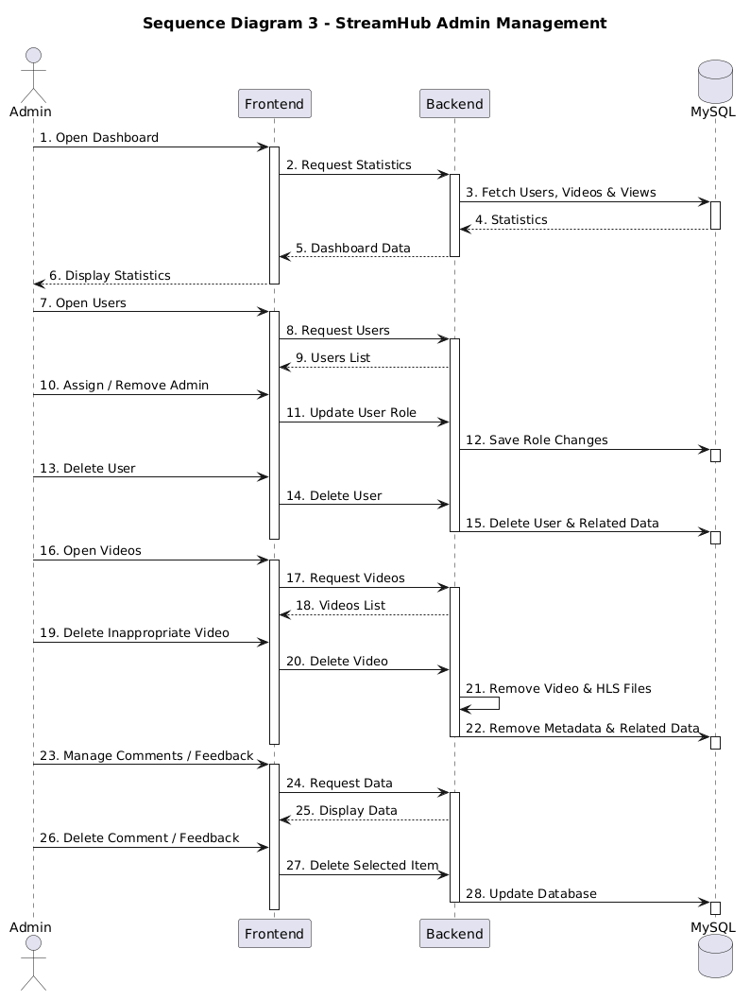 Sequence Diagram 3 - StreamHub Admin Management
Admin
Frontend
Backend
MySQL
1. Open Dashboard
2. Request Statistics
3. Fetch Users, Videos & Views
4. Statistics
5. Dashboard Data
6. Display Statistics
7. Open Users
8. Request Users
9. Users List
10. Assign / Remove Admin
11. Update User Role
12. Save Role Changes
13. Delete User
14. Delete User
15. Delete User & Related Data
16. Open Videos
17. Request Videos
18. Videos List
19. Delete Inappropriate Video
20. Delete Video
21. Remove Video & HLS Files
22. Remove Metadata & Related Data
23. Manage Comments / Feedback
24. Request Data
25. Display Data
26. Delete Comment / Feedback
27. Delete Selected Item
28. Update Database
Admin
Frontend
Backend
MySQL